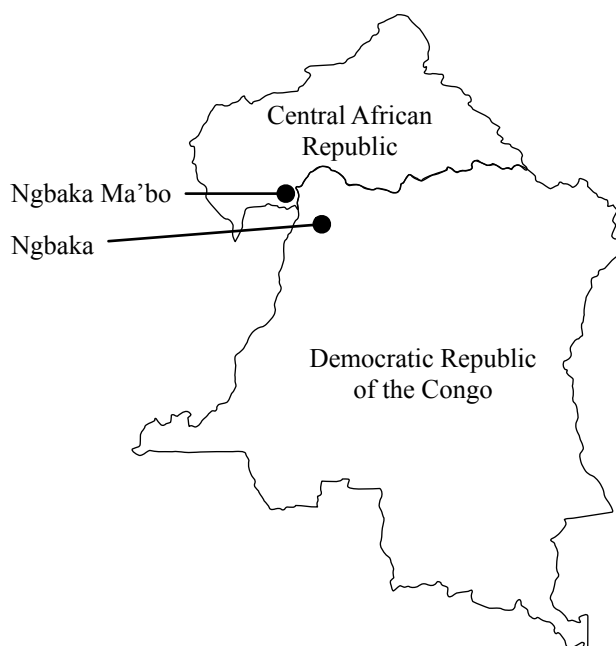 Central African
Republic
Ngbaka Ma’bo
Ngbaka
Democratic Republic
of the Congo